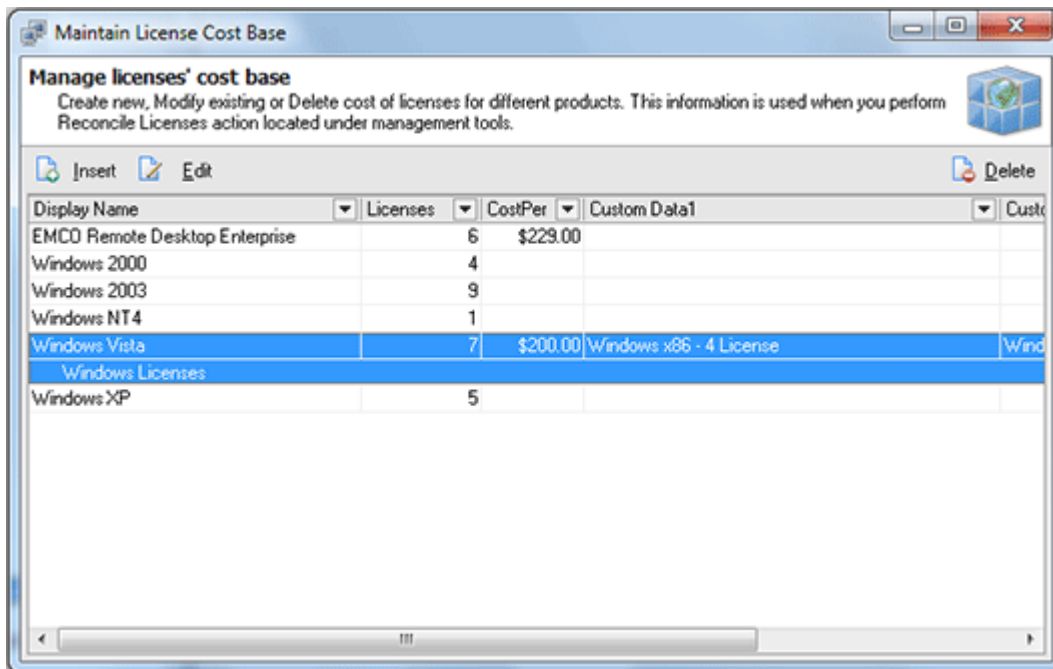 Maintain License Cost Base
Manage licenses' cost base
Create new, Modify existing or Delete cost of licenses for different products. This information is used when you perform
Reconcile Licenses action located under management tools.
Insert Edit Delete
Display Name Licenses CostPer Custom Data1
EMCO Remote Desktop Enterprise 6 $229.00
Windows 2000 4
Windows 2003 9
Windows NT4 1
Windows Vista 7 $200.00 Windows x86 - 4 License
Windows Licenses
Windows XP 5